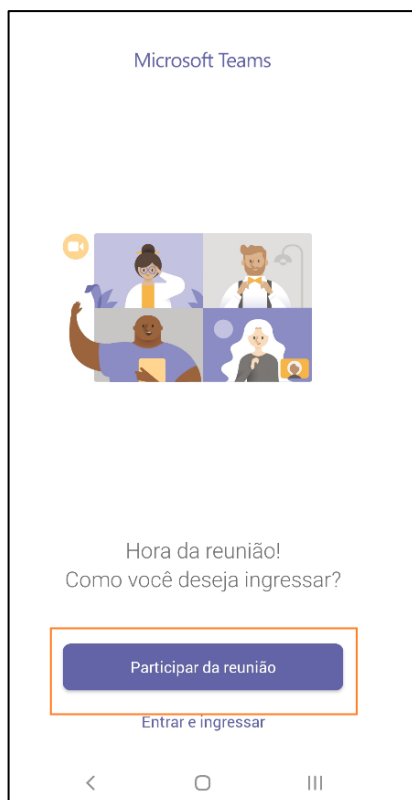 Microsoft Teams
Hora da reunião!
Como você deseja ingressar?
Participar da reunião
Entrar e ingressar